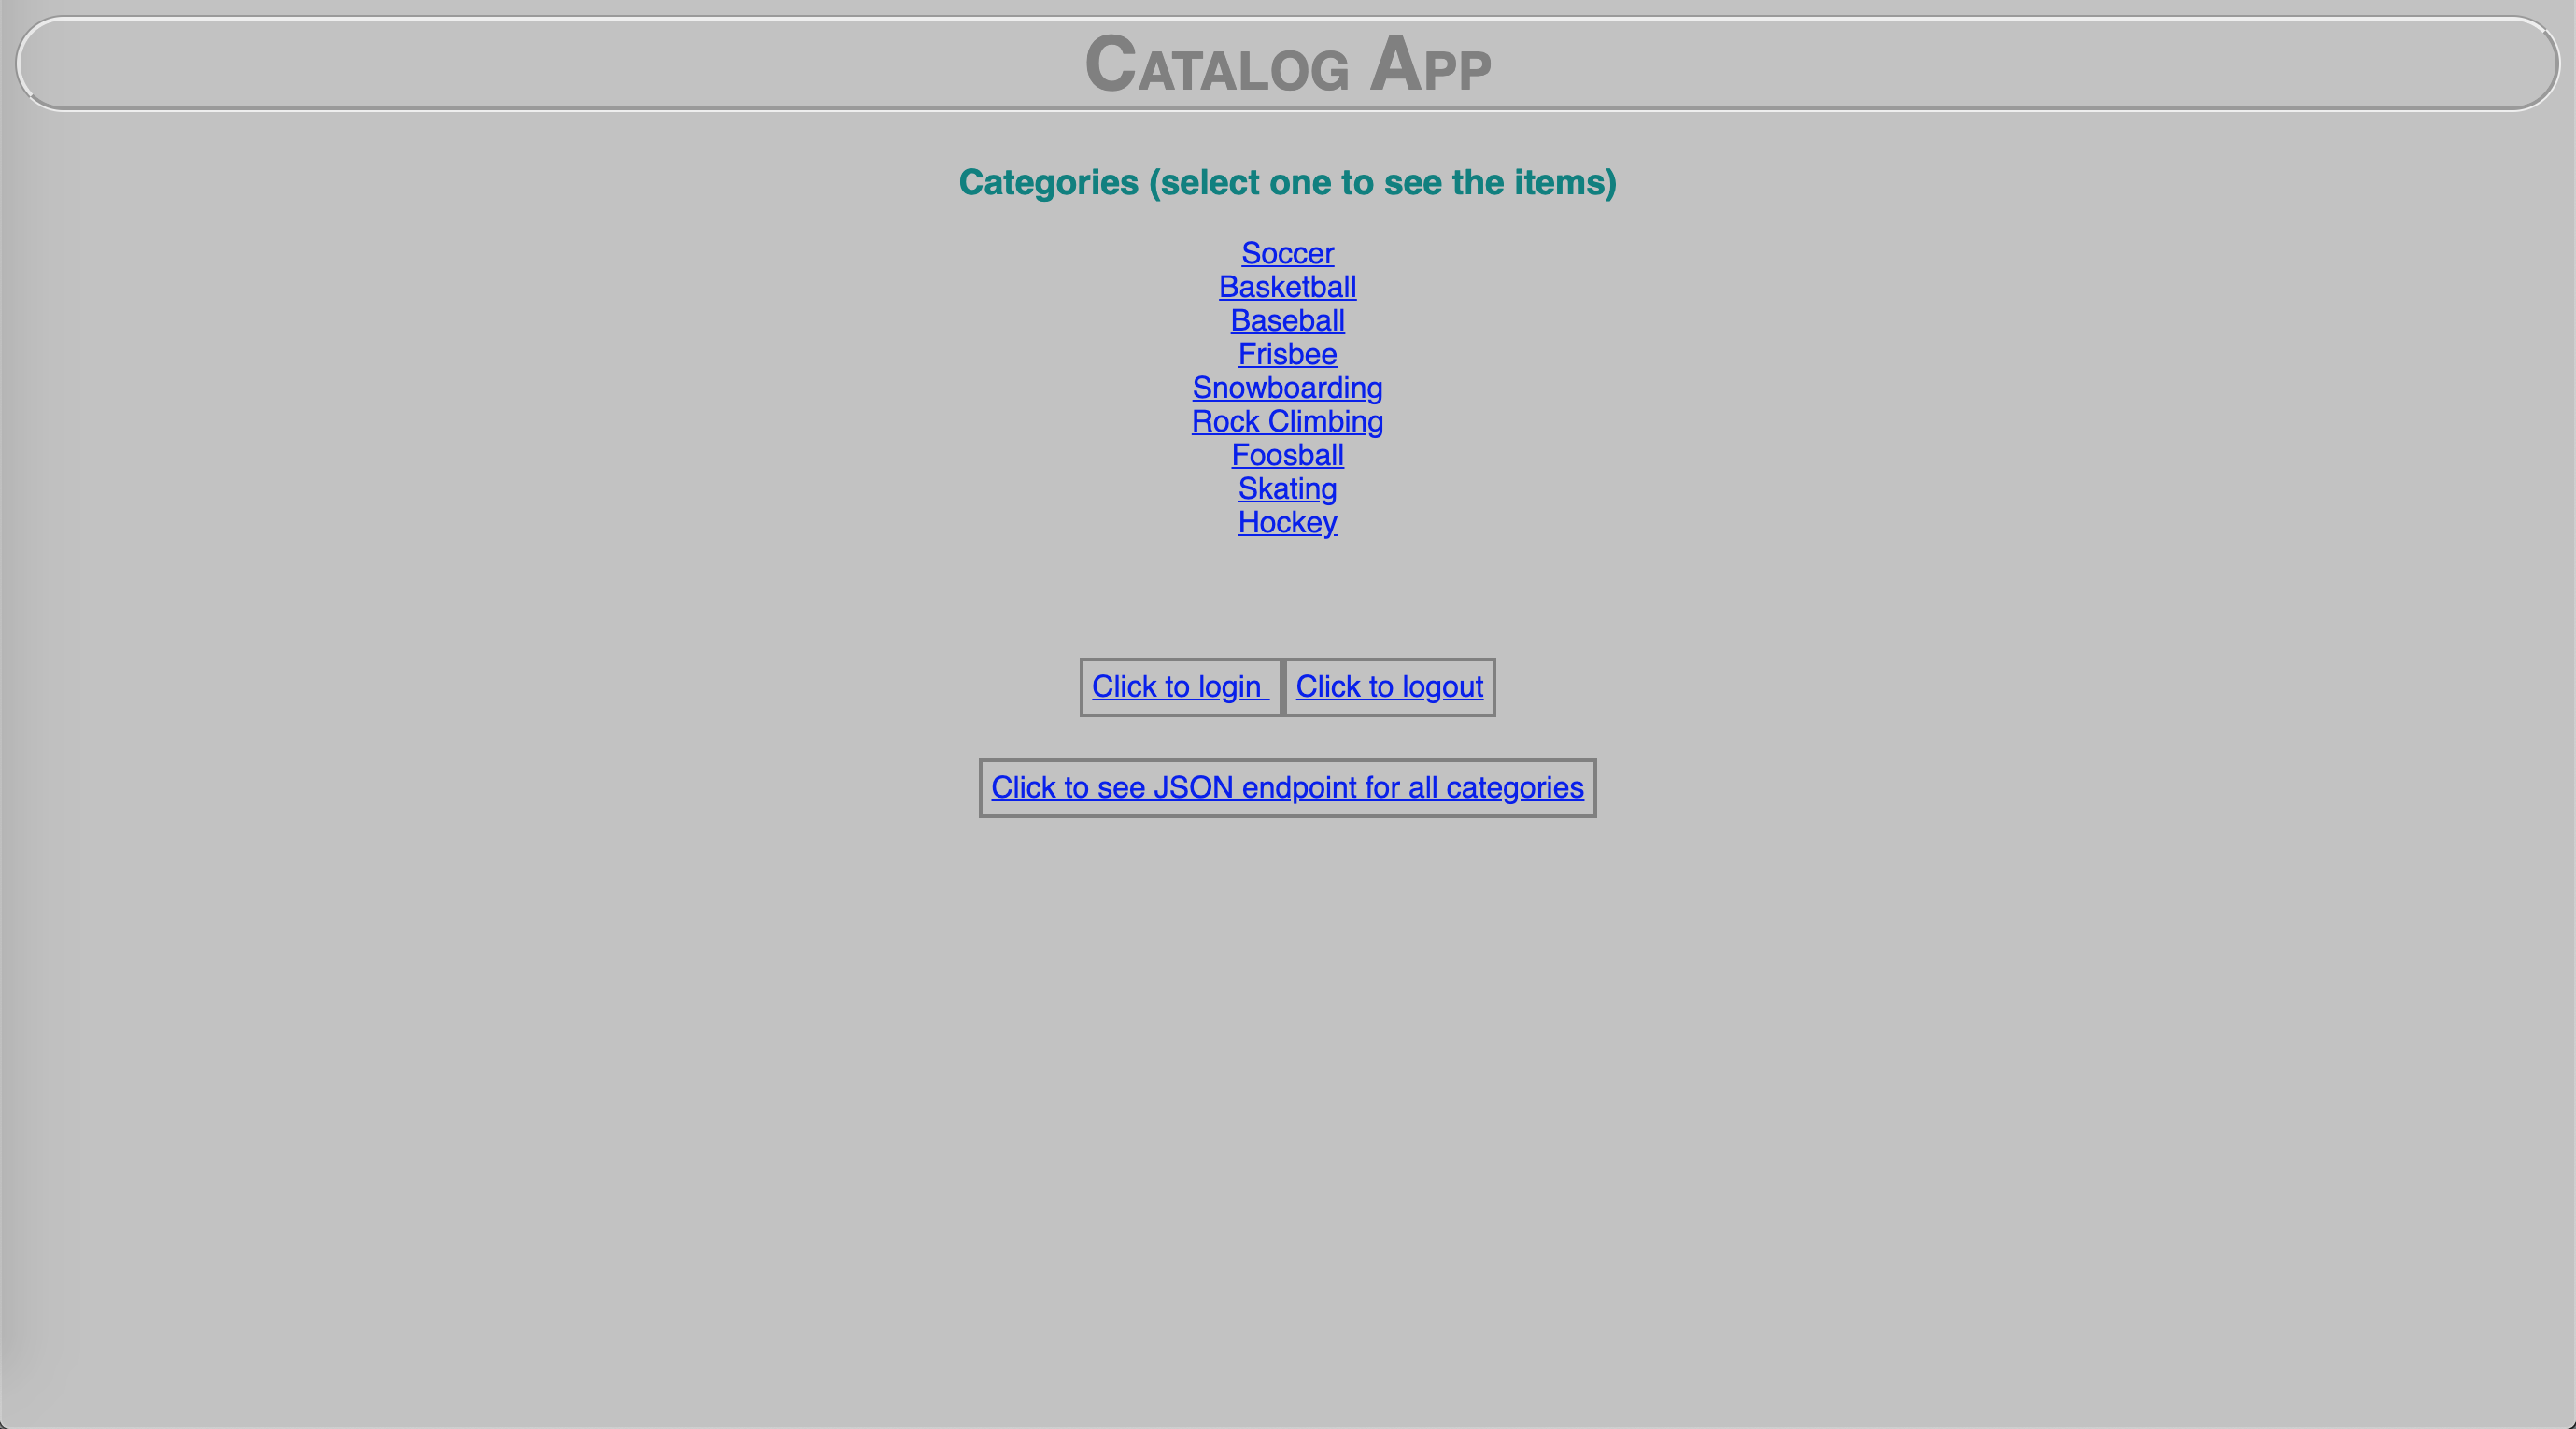 Catalog App
Categories (select one to see the items)
Soccer
Basketball
Baseball
Frisbee
Snowboarding
Rock Climbing
Foosball
Skating
Hockey
Click to login Click to logout
Click to see JSON endpoint for all categories